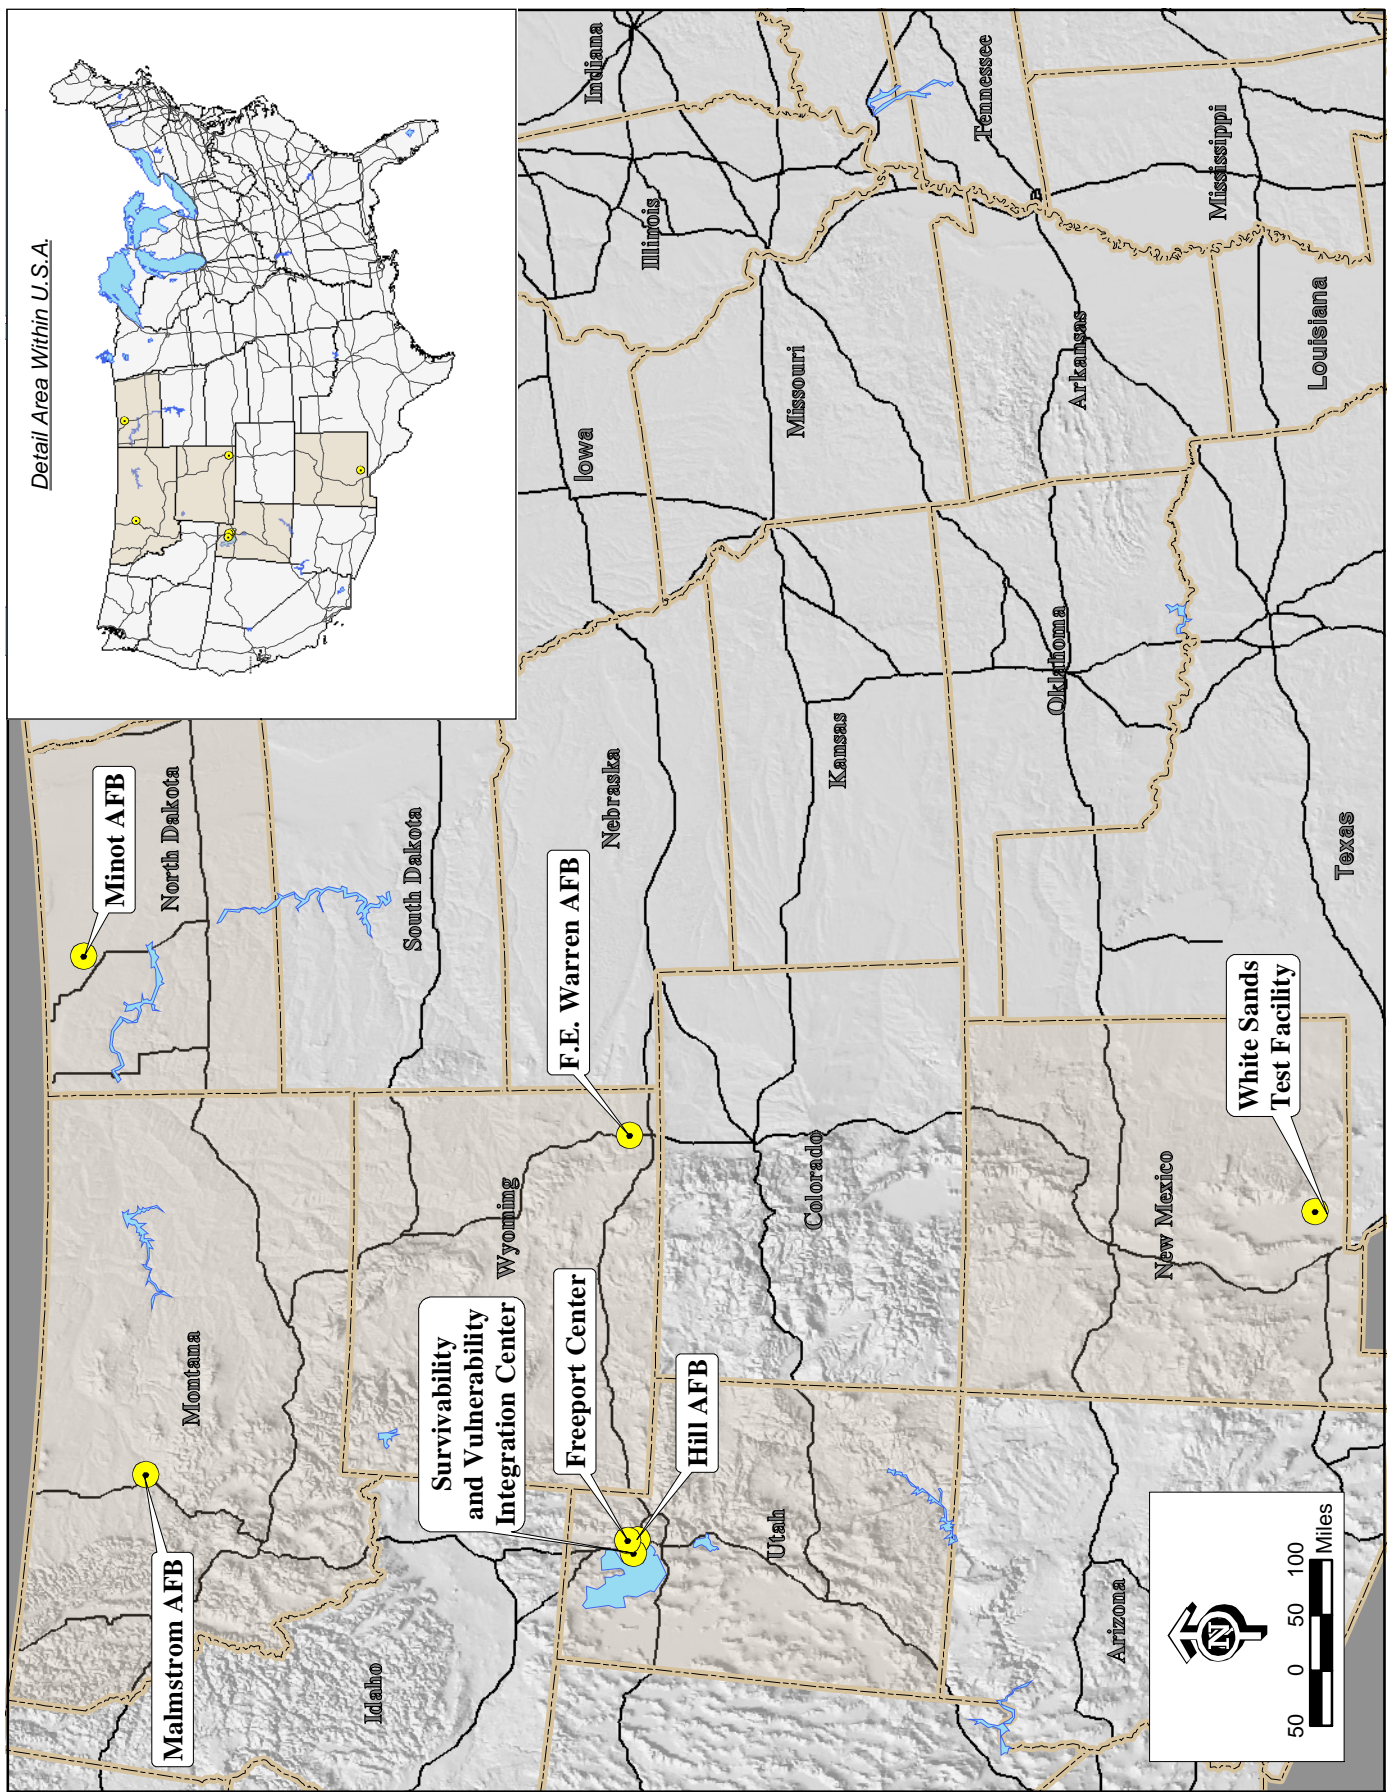 Detail Area Within U.S.A.
Minot AFB
North Dakota
Malmstrom AFB
Montana
South Dakota
Idaho
Survivability
and Vulnerability
Integration Center
Wyoming
F.E. Warren AFB
Freeport Center
Hill AFB
Nebraska
Iowa
Illinois
Indiana
Utah
Colorado
Kansas
Missouri
Tennessee
Arizona
New Mexico
Oklahoma
Arkansas
Mississippi
White Sands
Test Facility
Texas
Louisiana
N
50 0 50 100
Miles